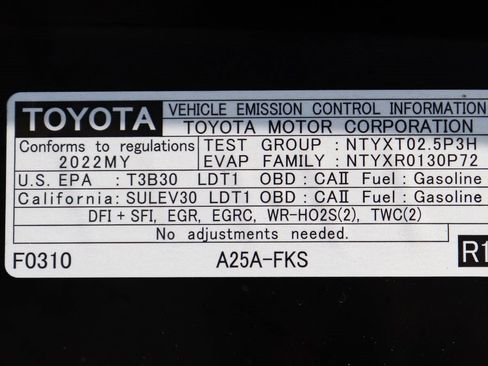 TOYOTA VEHICLE EMISSION CONTROL INFORMATION
TOYOTA MOTOR CORPORATION
Conforms to regulations TEST GROUP : NTYXT02.5P3H
2022MY EVAP FAMILY : NTYXR0130P72
U.S. EPA : T3B30 LDT1 OBD : CAII Fuel : Gasoline
California: SULEV30 LDT1 OBD : CAII Fuel : Gasoline
DFI + SFI, EGR, EGRC, WR-HO2S(2), TWC(2)
No adjustments needed.
F0310 A25A-FKS R1